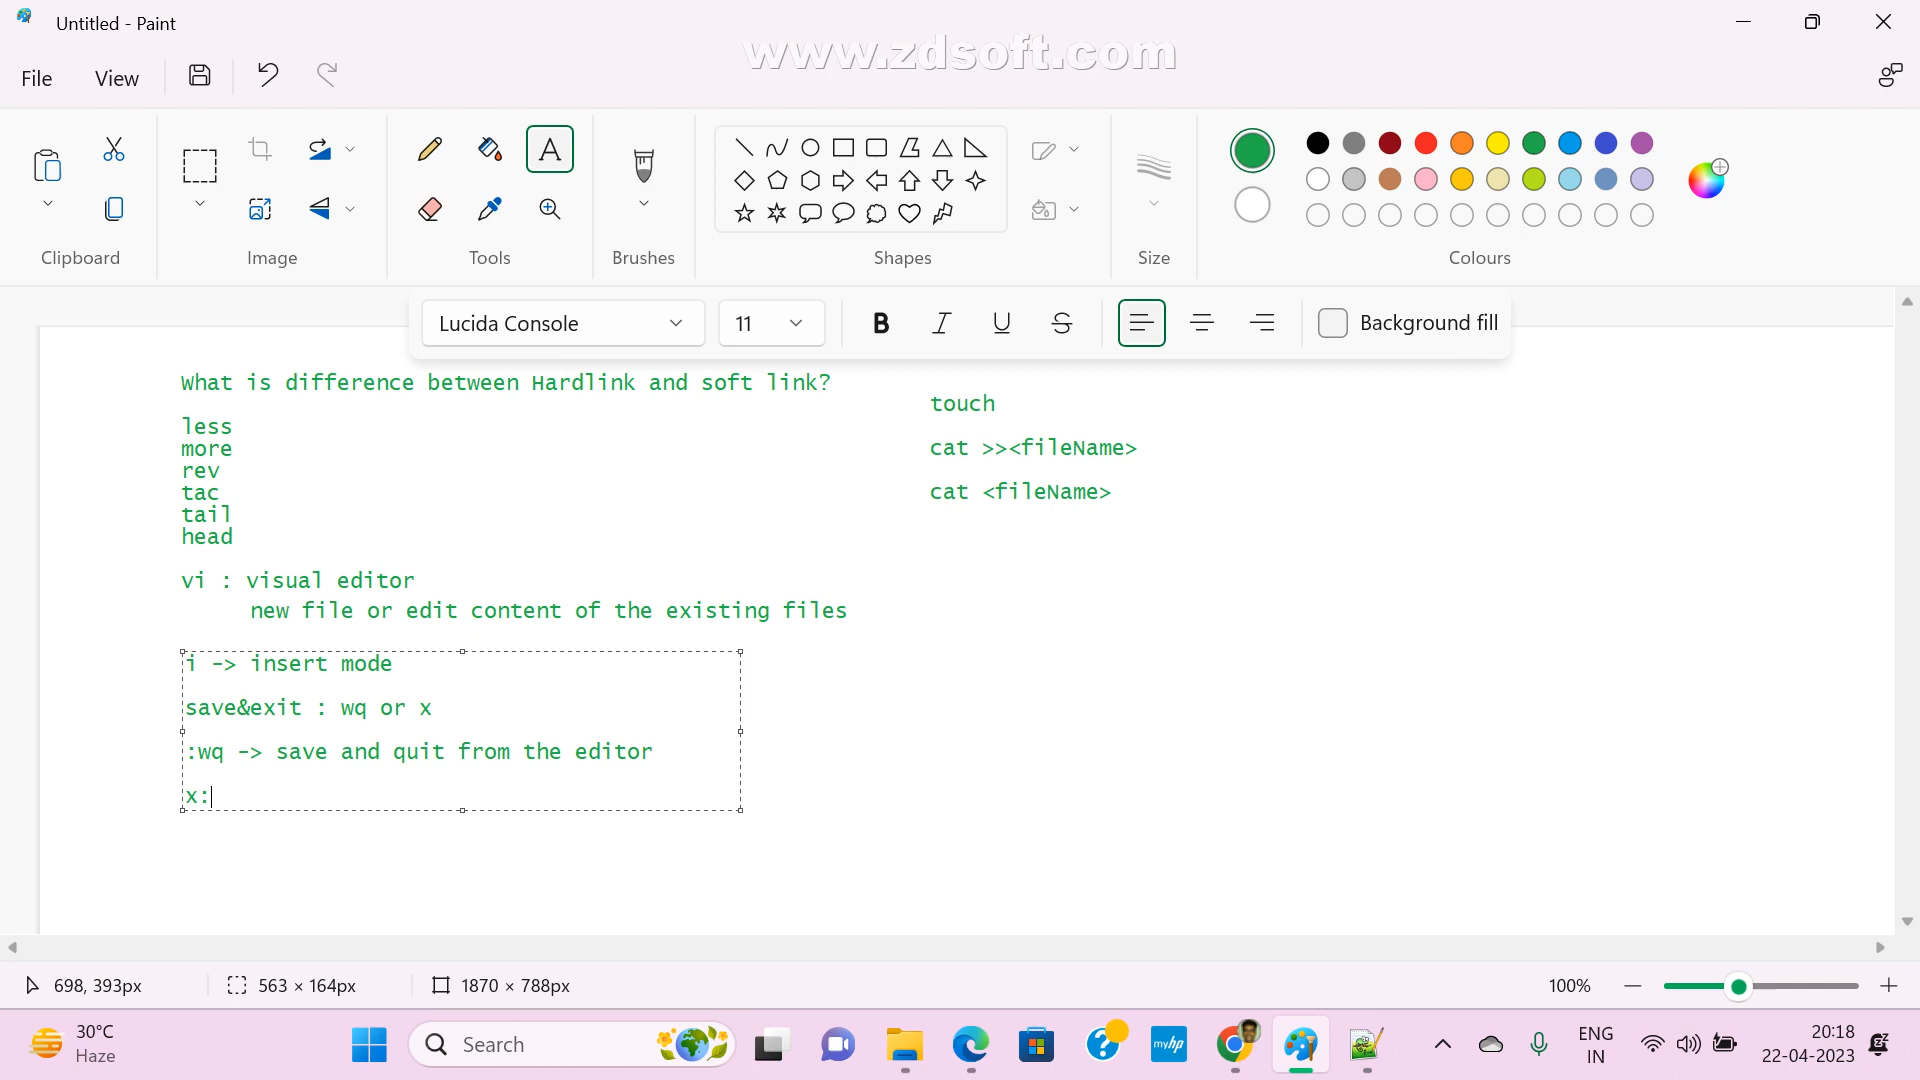 Untitled - Paint
www.zdsoft.com
File View
A
Clipboard Image Tools Brushes Shapes Size Colours
Lucida Console 11 B I U S Background fill
What is difference between Hardlink and soft link?
less
more
rev
tac
tail
head
vi : visual editor
new file or edit content of the existing files
i -> insert mode
save&exit : wq or x
:wq -> save and quit from the editor
x:
touch
cat >><fileName>
cat <fileName>
698, 393px 563 × 164px 1870 × 788px 100%
30°C
Haze
Search
myhp
ENG
IN
20:18
22-04-2023